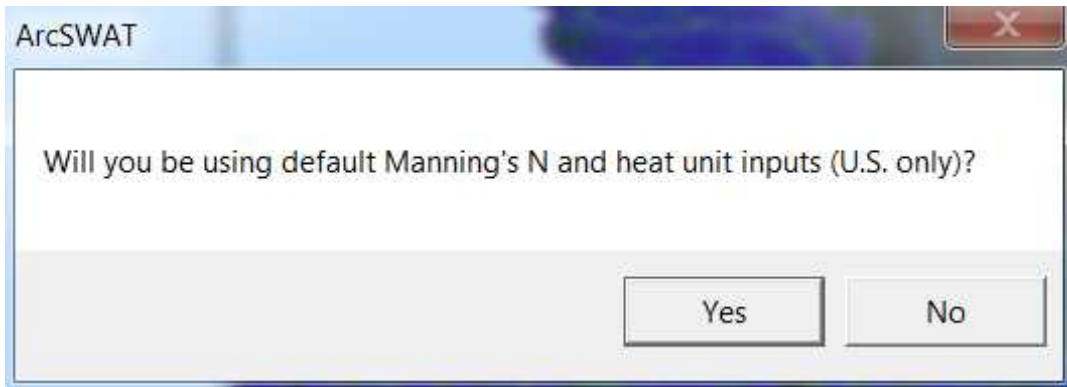 ArcSWAT
Will you be using default Manning's N and heat unit inputs (U.S. only)?
Yes
No